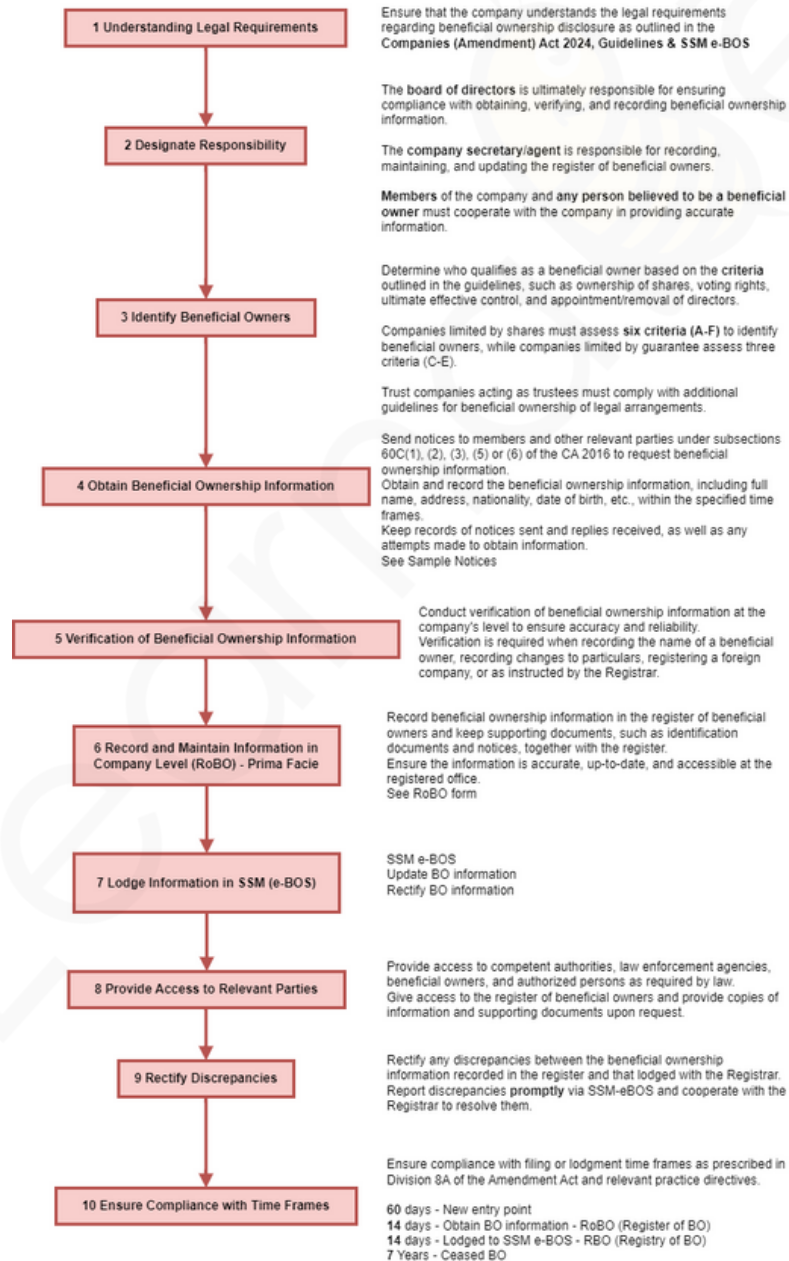 1 Understanding Legal Requirements
Ensure that the company understands the legal requirements
regarding beneficial ownership disclosure as outlined in the
Companies (Amendment) Act 2024, Guidelines & SSM e-BOS
2 Designate Responsibility
The board of directors is ultimately responsible for ensuring
compliance with obtaining, verifying, and recording beneficial ownership
information.
The company secretary/agent is responsible for recording,
maintaining, and updating the register of beneficial owners.
Members of the company and any person believed to be a beneficial
owner must cooperate with the company in providing accurate
information.
3 Identify Beneficial Owners
Determine who qualifies as a beneficial owner based on the criteria
outlined in the guidelines, such as ownership of shares, voting rights,
ultimate effective control, and appointment/removal of directors.
Companies limited by shares must assess six criteria (A-F) to identify
beneficial owners, while companies limited by guarantee assess three
criteria (C-E).
Trust companies acting as trustees must comply with additional
guidelines for beneficial ownership of legal arrangements.
4 Obtain Beneficial Ownership Information
Send notices to members and other relevant parties under subsections
60C(1), (2), (3), (5) or (6) of the CA 2016 to request beneficial
ownership information.
Obtain and record the beneficial ownership information, including full
name, address, nationality, date of birth, etc., within the specified time
frames.
Keep records of notices sent and replies received, as well as any
attempts made to obtain information.
See Sample Notices
5 Verification of Beneficial Ownership Information
Conduct verification of beneficial ownership information at the
company's level to ensure accuracy and reliability.
Verification is required when recording the name of a beneficial
owner, recording changes to particulars, registering a foreign
company, or as instructed by the Registrar.
6 Record and Maintain Information in
Company Level (RoBO) - Prima Facie
Record beneficial ownership information in the register of beneficial
owners and keep supporting documents, such as identification
documents and notices, together with the register.
Ensure the information is accurate, up-to-date, and accessible at the
registered office.
See RoBO form
7 Lodge Information in SSM (e-BOS)
SSM e-BOS
Update BO information
Rectify BO information
8 Provide Access to Relevant Parties
Provide access to competent authorities, law enforcement agencies,
beneficial owners, and authorized persons as required by law.
Give access to the register of beneficial owners and provide copies of
information and supporting documents upon request.
9 Rectify Discrepancies
Rectify any discrepancies between the beneficial ownership
information recorded in the register and that lodged with the Registrar.
Report discrepancies promptly via SSM-eBOS and cooperate with the
Registrar to resolve them.
10 Ensure Compliance with Time Frames
Ensure compliance with filing or lodgment time frames as prescribed in
Division 8A of the Amendment Act and relevant practice directives.
60 days - New entry point
14 days - Obtain BO information - RoBO (Register of BO)
14 days - Lodged to SSM e-BOS - RBO (Registry of BO)
7 Years - Ceased BO